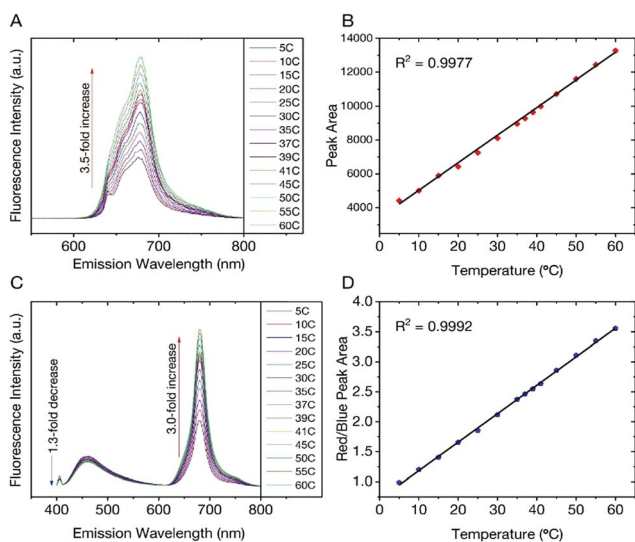 A
Fluorescence Intensity (a.u.)
3.5-fold increase
5C
10C
15C
20C
25C
30C
35C
37C
39C
41C
45C
50C
55C
60C
600
700
800
Emission Wavelength (nm)
B
R² = 0.9977
Peak Area
14000
12000
10000
8000
6000
4000
0
10
20
30
40
50
60
Temperature (ºC)
C
Fluorescence Intensity (a.u.)
1.3-fold decrease
3.0-fold increase
5C
10C
15C
20C
25C
30C
35C
37C
39C
41C
45C
50C
55C
60C
400
500
600
700
800
Emission Wavelength (nm)
D
R² = 0.9992
Red/Blue Peak Area
4.0
3.5
3.0
2.5
2.0
1.5
1.0
0
10
20
30
40
50
60
Temperature (ºC)